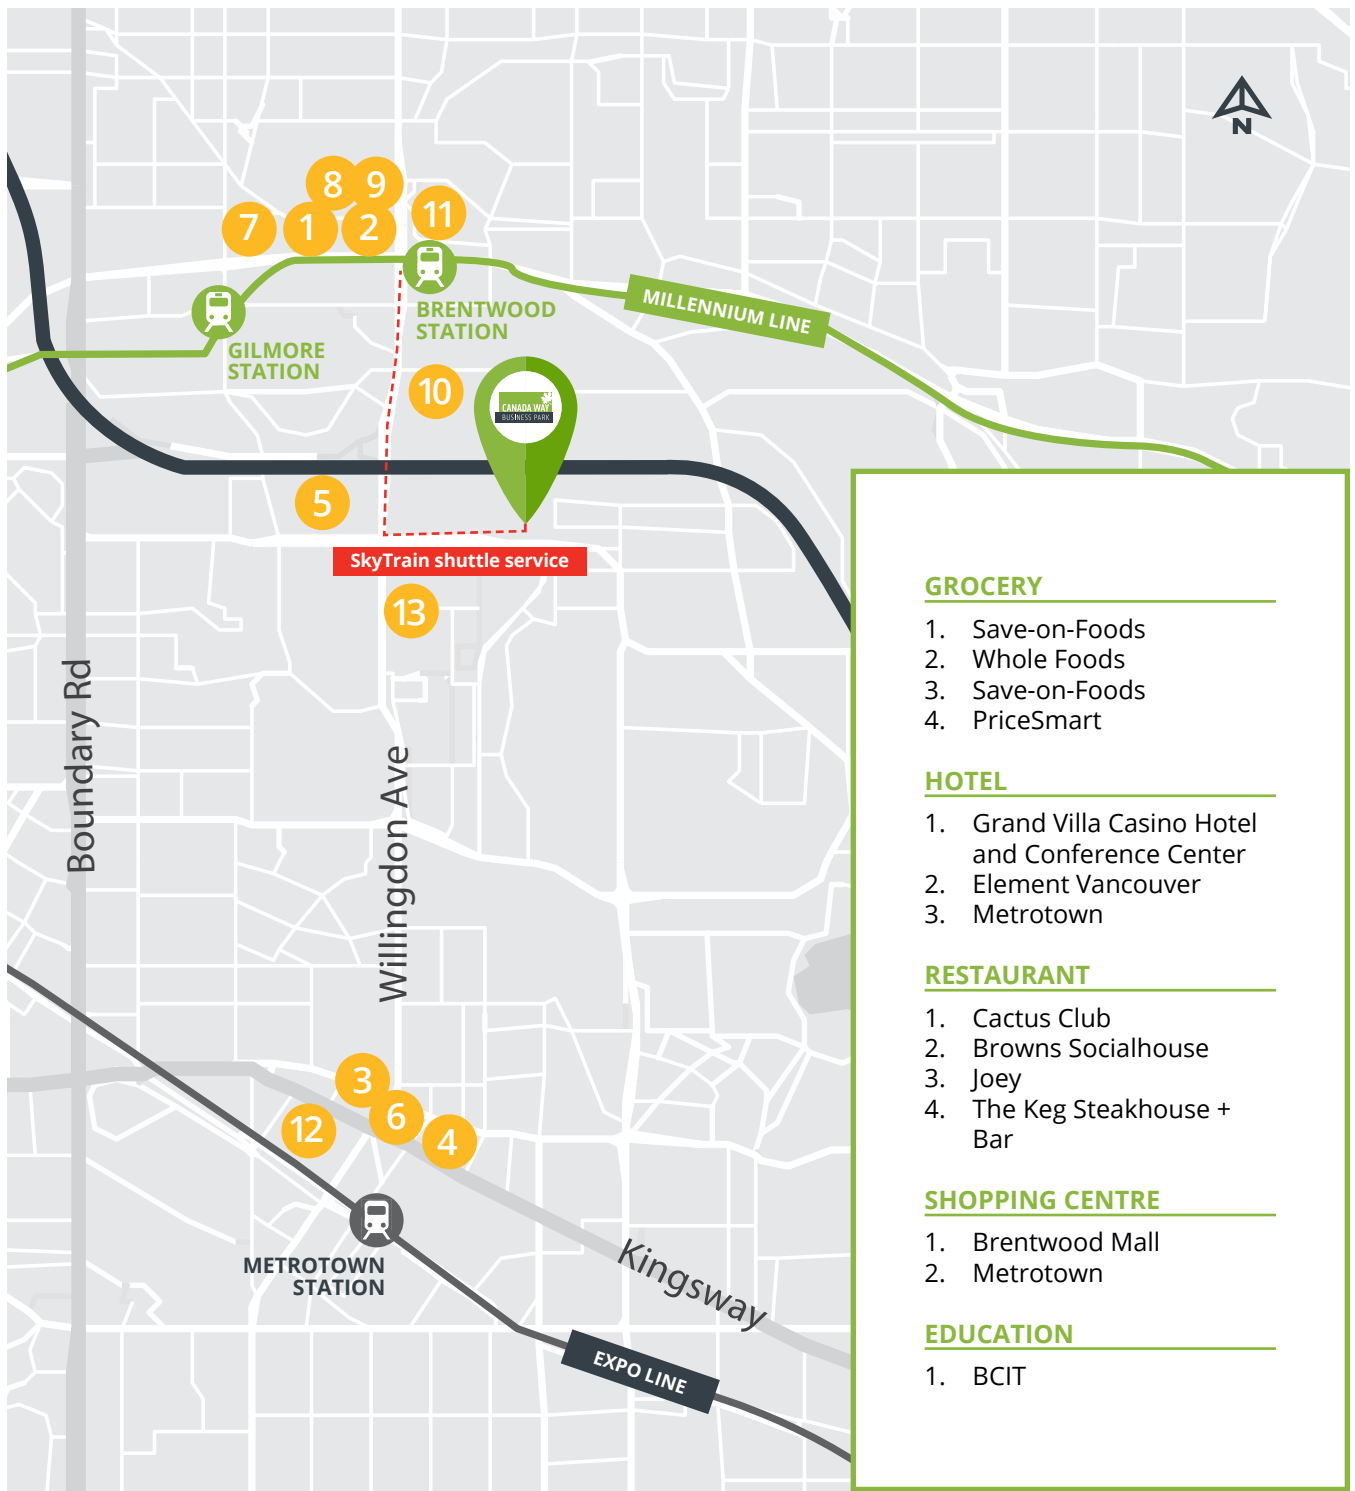 N
8
9
11
7
1
2
BRENTWOOD
STATION
MILLENNIUM LINE
GILMORE
STATION
10
CANADA WAY
BUSINESS PARK
5
SkyTrain shuttle service
13
Boundary Rd
Willingdon Ave
3
6
12
4
METROTOWN
STATION
Kingsway
EXPO LINE
GROCERY
1. Save-on-Foods
2. Whole Foods
3. Save-on-Foods
4. PriceSmart
HOTEL
1. Grand Villa Casino Hotel
and Conference Center
2. Element Vancouver
3. Metrotown
RESTAURANT
1. Cactus Club
2. Browns Socialhouse
3. Joey
4. The Keg Steakhouse +
Bar
SHOPPING CENTRE
1. Brentwood Mall
2. Metrotown
EDUCATION
1. BCIT